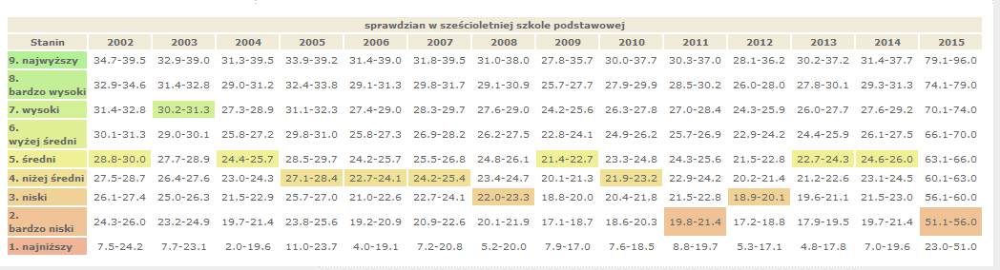 sprawdzian w sześcioletniej szkole podstawowej
Stanin 2002 2003 2004 2005 2006 2007 2008 2009 2010 2011 2012 2013 2014 2015
9. najwyższy 34.7-39.5 32.9-39.0 31.3-39.5 33.9-39.2 31.4-39.0 31.8-39.5 31.0-38.0 27.8-35.7 30.0-37.7 30.3-37.0 28.1-36.2 30.2-37.2 31.4-37.7 79.1-96.0
8.
bardzo wysoki 32.9-34.6 31.4-32.8 29.0-31.2 32.4-33.8 29.1-31.3 29.8-31.7 29.1-30.9 25.7-27.7 27.9-29.9 28.5-30.2 26.0-28.0 27.8-30.1 29.3-31.3 74.1-79.0
7. wysoki 31.4-32.8 30.2-31.3 27.3-28.9 31.1-32.3 27.4-29.0 28.3-29.7 27.6-29.0 24.2-25.6 26.3-27.8 27.0-28.4 24.3-25.9 26.0-27.7 27.6-29.2 70.1-74.0
6.
wyżej średni 30.1-31.3 29.0-30.1 25.8-27.2 29.8-31.0 25.8-27.3 26.9-28.2 26.2-27.5 22.8-24.1 24.9-26.2 25.7-26.9 22.9-24.2 24.4-25.9 26.1-27.5 66.1-70.0
5. średni 28.8-30.0 27.7-28.9 24.4-25.7 28.5-29.7 24.2-25.7 25.5-26.8 24.8-26.1 21.4-22.7 23.3-24.8 24.3-25.6 21.5-22.8 22.7-24.3 24.6-26.0 63.1-66.0
4. niżej średni 27.5-28.7 26.4-27.6 23.0-24.3 27.1-28.4 22.7-24.1 24.2-25.4 23.4-24.7 20.1-21.3 21.9-23.2 22.9-24.2 20.2-21.4 21.2-22.6 23.1-24.5 60.1-63.0
3. niski 26.1-27.4 25.0-26.3 21.5-22.9 25.7-27.0 21.0-22.6 22.7-24.1 22.0-23.3 18.8-20.0 20.4-21.8 21.5-22.8 18.9-20.1 19.6-21.1 21.5-23.0 56.1-60.0
2.
bardzo niski 24.3-26.0 23.2-24.9 19.7-21.4 23.8-25.6 19.2-20.9 20.9-22.6 20.1-21.9 17.1-18.7 18.6-20.3 19.8-21.4 17.2-18.8 17.9-19.5 19.7-21.4 51.1-56.0
1. najniższy 7.5-24.2 7.7-23.1 2.0-19.6 11.0-23.7 4.0-19.1 7.2-20.8 5.2-20.0 7.9-17.0 7.6-18.5 8.8-19.7 5.3-17.1 4.8-17.8 7.0-19.6 23.0-51.0